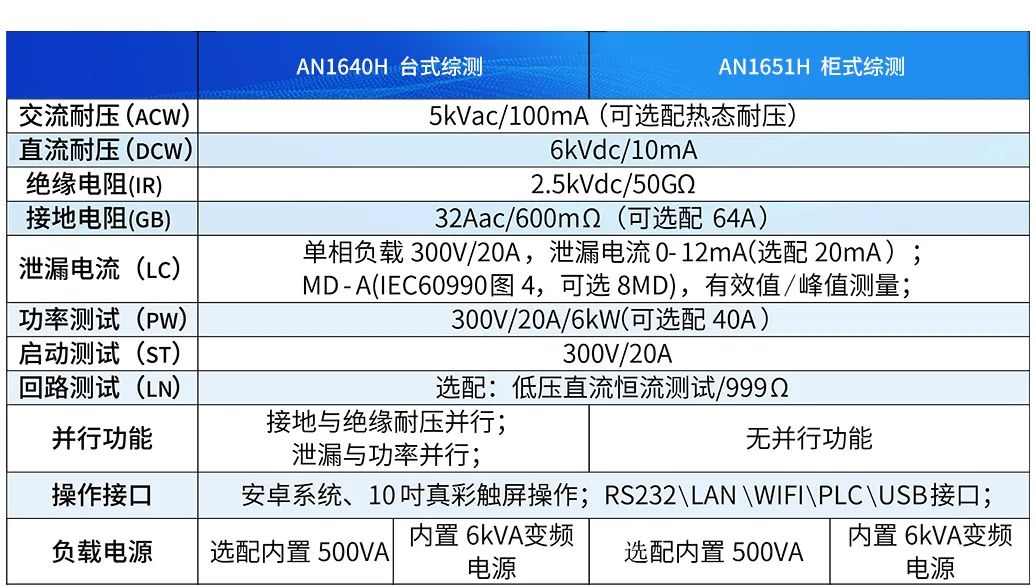 AN1640H 台式综测
AN1651H 柜式综测
交流耐压(ACW)
5kVac/100mA(可选配热态耐压)
直流耐压(DCW)
6kVdc/10mA
绝缘电阻(IR)
2.5kVdc/50GΩ
接地电阻(GB)
32Aac/600mΩ(可选配 64A)
泄漏电流(LC)
单相负载 300V/20A,泄漏电流 0-12mA(选配 20mA);
MD-A(IEC60990图 4,可选 8MD),有效值/峰值测量;
功率测试(PW)
300V/20A/6kW(可选配 40A)
启动测试(ST)
300V/20A
回路测试(LN)
选配:低压直流恒流测试/999Ω
并行功能
接地与绝缘耐压并行;
泄漏与功率并行;
无并行功能
操作接口
安卓系统、10吋真彩触屏操作;RS232\LAN\WIFI\PLC\USB接口;
负载电源
选配内置 500VA
内置 6kVA变频
电源
选配内置 500VA
内置 6kVA变频
电源